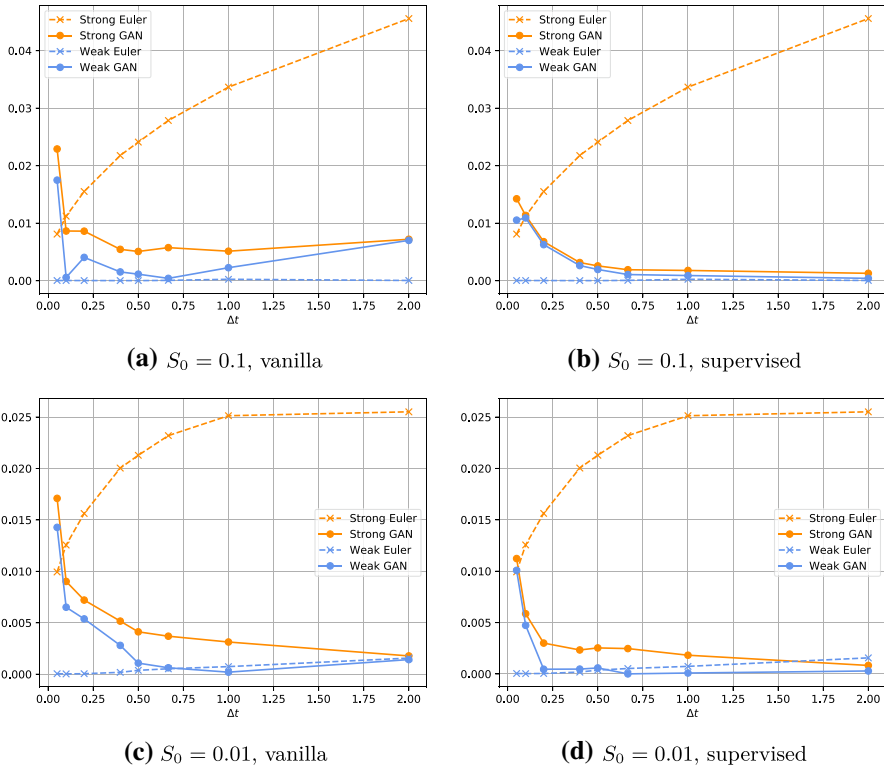 Strong Euler
Strong GAN
Weak Euler
Weak GAN
0.04
0.03
0.02
0.01
0.00
0.00 0.25 0.50 0.75 1.00 1.25 1.50 1.75 2.00
Δt
(a) S₀ = 0.1, vanilla
Strong Euler
Strong GAN
Weak Euler
Weak GAN
0.04
0.03
0.02
0.01
0.00
0.00 0.25 0.50 0.75 1.00 1.25 1.50 1.75 2.00
Δt
(b) S₀ = 0.1, supervised
0.025
0.020
0.015
0.010
0.005
0.000
Strong Euler
Strong GAN
Weak Euler
Weak GAN
0.00 0.25 0.50 0.75 1.00 1.25 1.50 1.75 2.00
Δt
(c) S₀ = 0.01, vanilla
0.025
0.020
0.015
0.010
0.005
0.000
Strong Euler
Strong GAN
Weak Euler
Weak GAN
0.00 0.25 0.50 0.75 1.00 1.25 1.50 1.75 2.00
Δt
(d) S₀ = 0.01, supervised